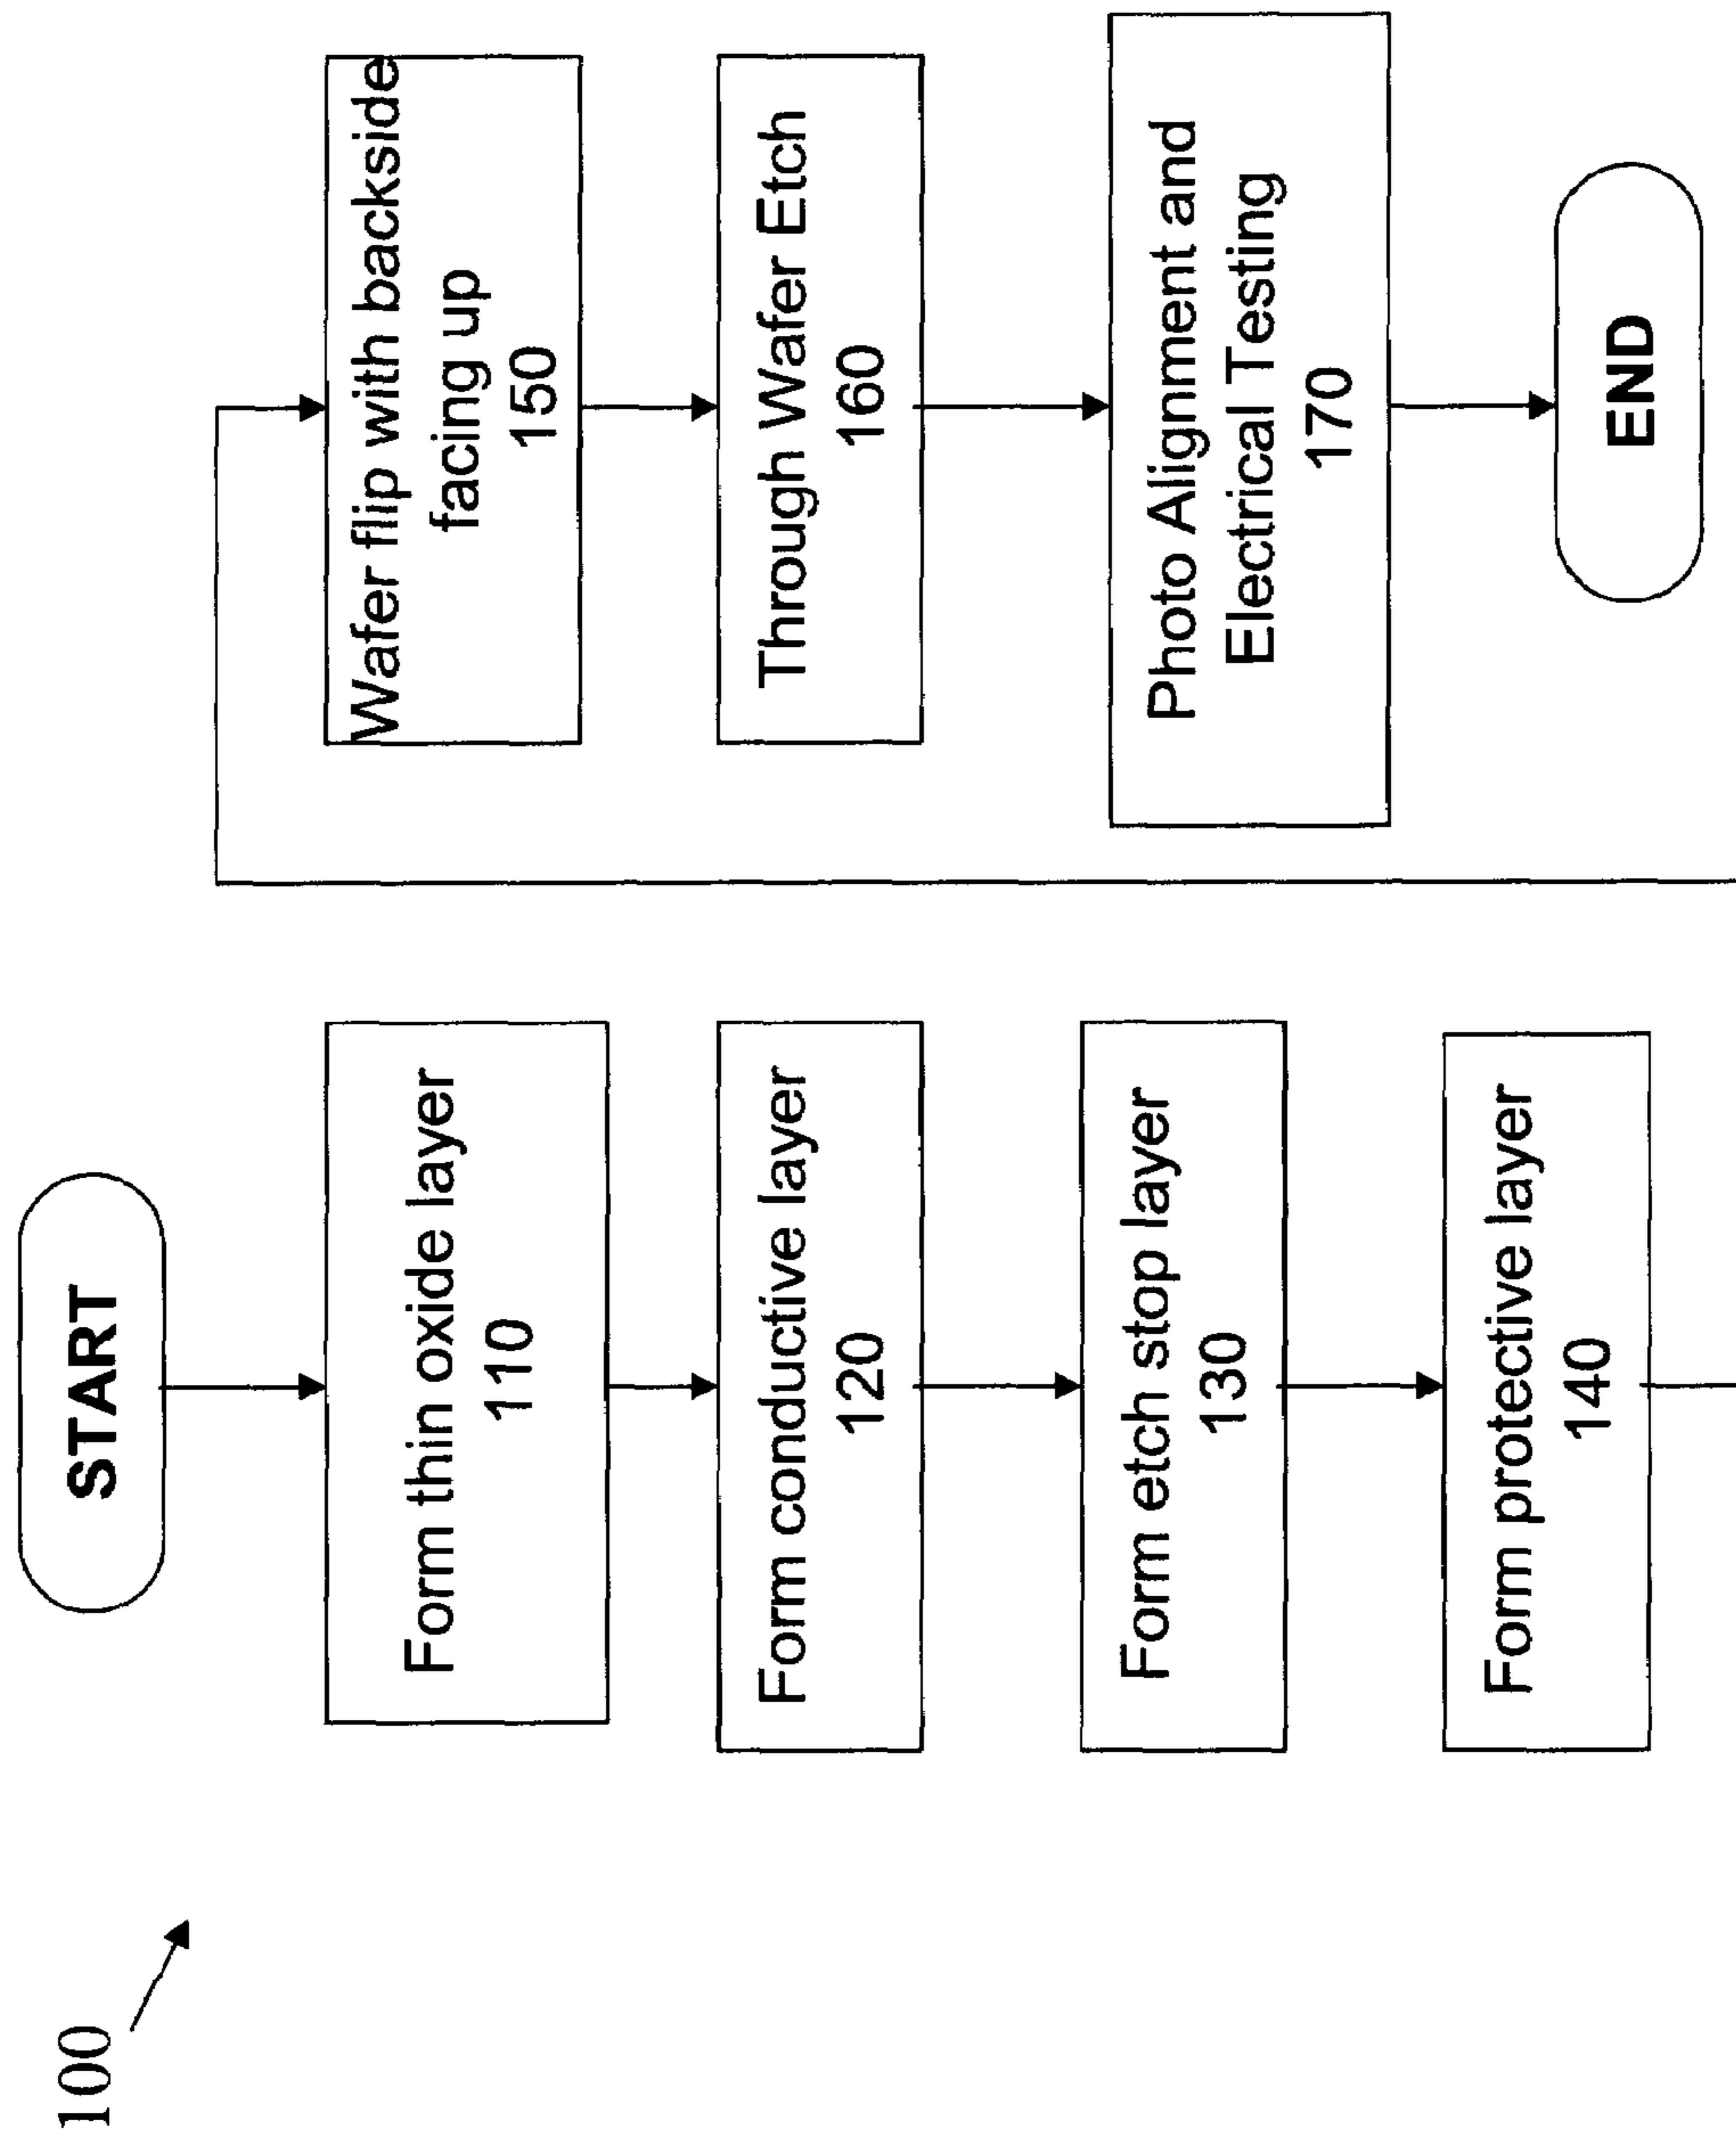 100
START
Form thin oxide layer
110
Form conductive layer
120
Form etch stop layer
130
Form protective layer
140
Wafer flip with backside
facing up
150
Through Wafer Etch
160
Photo Alignment and
Electrical Testing
170
END